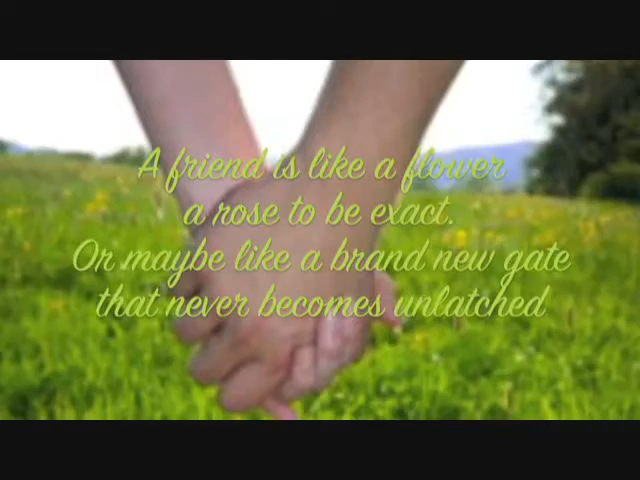 A friend is like a flower
a rose to be exact.
Or maybe like a brand new gate
that never becomes unlatched